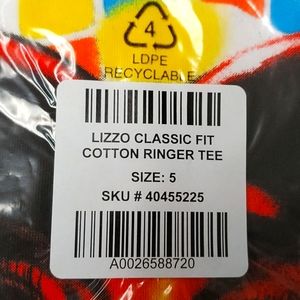 4
LDPE
RECYCLABLE
LIZZO CLASSIC FIT
COTTON RINGER TEE
SIZE: 5
SKU # 40455225
A0026588720